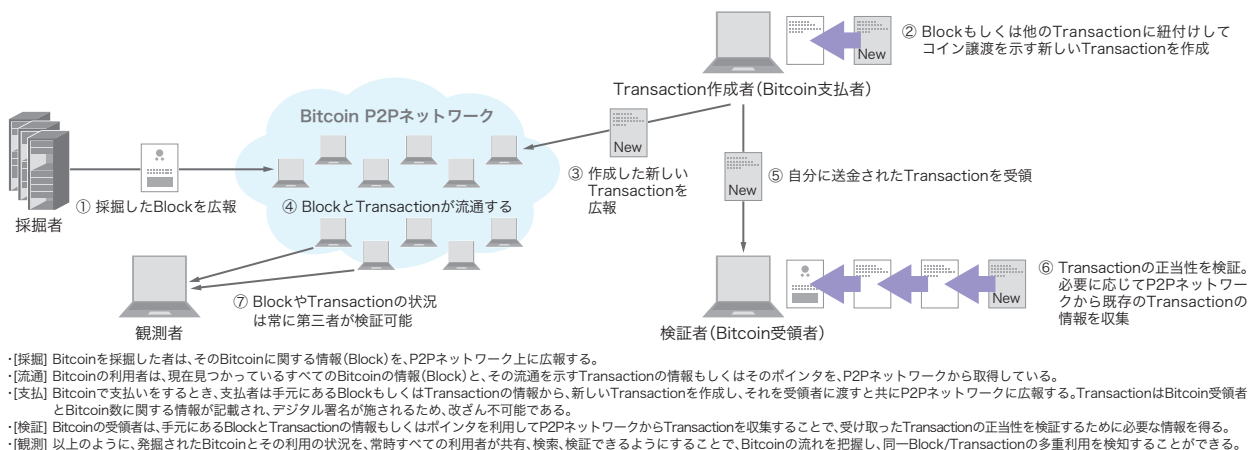 ② Blockもしくは他のTransactionに紐付けして
コイン譲渡を示す新しいTransactionを作成
New
Transaction作成者（Bitcoin支払者）
Bitcoin P2Pネットワーク
New
③ 作成した新しい
Transactionを
広報
New
⑤ 自分に送金されたTransactionを受領
① 採掘したBlockを広報
採掘者
④ BlockとTransactionが流通する
⑦ BlockやTransactionの状況
は常に第三者が検証可能
観測者
New
⑥ Transactionの正当性を検証。
必要に応じてP2Pネットワー
クから既存のTransactionの
情報を収集
検証者（Bitcoin受領者）
・[採掘] Bitcoinを採掘した者は、そのBitcoinに関する情報（Block）を、P2Pネットワーク上に広報する。
・[流通] Bitcoinの利用者は、現在見つかっているすべてのBitcoinの情報（Block）と、その流通を示すTransactionの情報もしくはそのポインタを、P2Pネットワークから取得している。
・[支払] Bitcoinで支払いをするとき、支払者は手元にあるBlockもしくはTransactionの情報から、新しいTransactionを作成し、それを受領者に渡すと共にP2Pネットワークに広報する。TransactionはBitcoin受領者
とBitcoin数に関する情報が記載され、デジタル署名が施されるため、改ざん不可能である。
・[検証] Bitcoinの受領者は、手元にあるBlockとTransactionの情報もしくはポインタを利用してP2PネットワークからTransactionを収集することで、受け取ったTransactionの正当性を検証するために必要な情報を得る。
・[観測] 以上のように、発掘されたBitcoinとその利用の状況を、常時すべての利用者が共有、検索、検証できるようにすることで、Bitcoinの流れを把握し、同一Block/Transactionの多重利用を検知することができる。